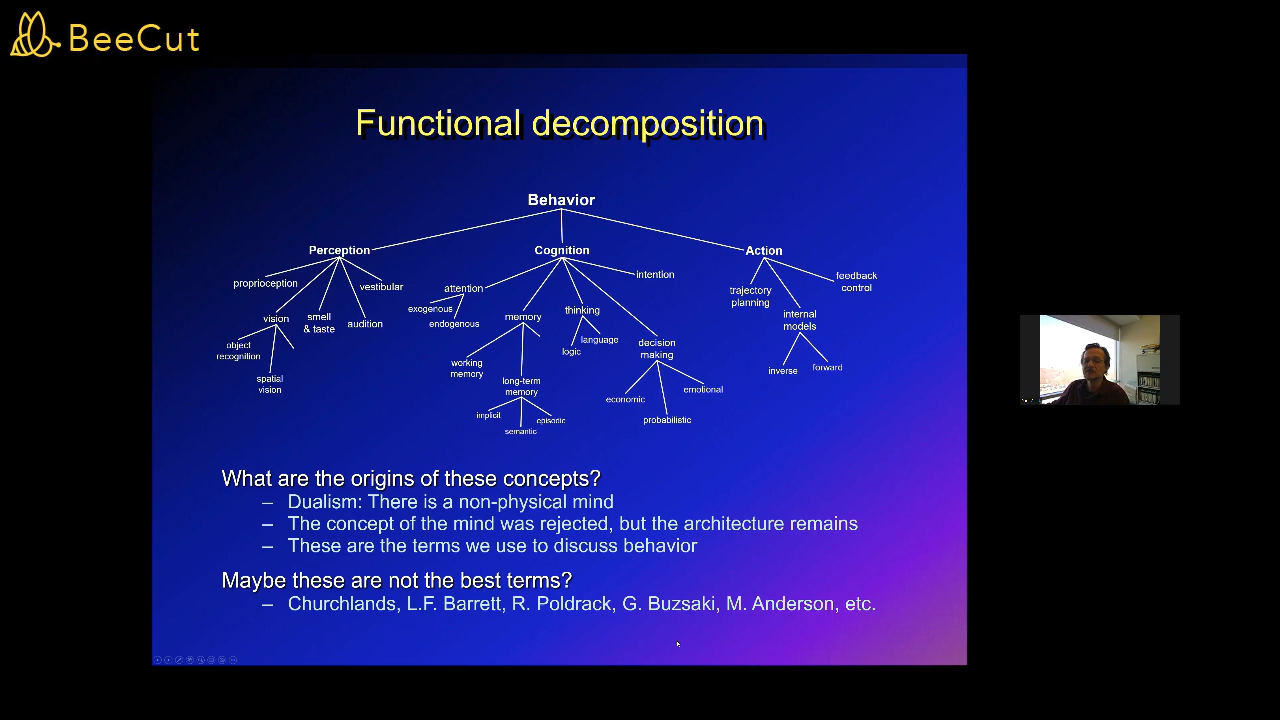 BeeCut
Functional decomposition
Behavior
Perception
Cognition
Action
proprioception
vestibular
vision
smell
& taste
audition
object
recognition
spatial
vision
attention
exogenous
endogenous
memory
working
memory
long-term
memory
implicit
semantic
episodic
thinking
logic
language
intention
decision
making
economic
probabilistic
emotional
trajectory
planning
internal
models
inverse
forward
feedback
control
What are the origins of these concepts?
– Dualism: There is a non-physical mind
– The concept of the mind was rejected, but the architecture remains
– These are the terms we use to discuss behavior
Maybe these are not the best terms?
– Churchlands, L.F. Barrett, R. Poldrack, G. Buzsaki, M. Anderson, etc.